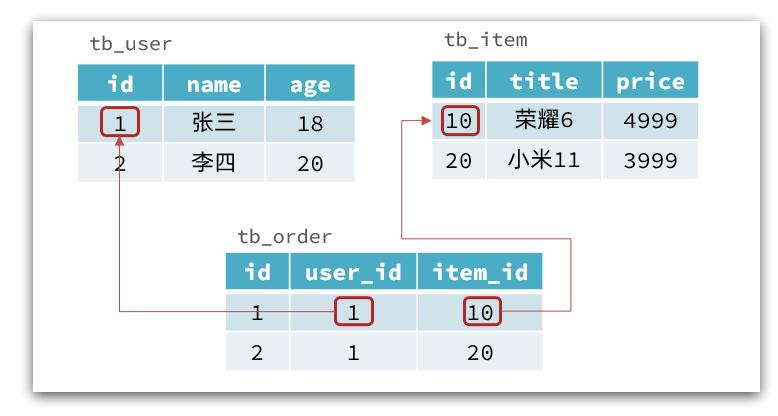 tb_user
id name age
1 张三 18
2 李四 20
tb_item
id title price
10 荣耀6 4999
20 小米11 3999
tb_order
id user_id item_id
1 1 10
2 1 20